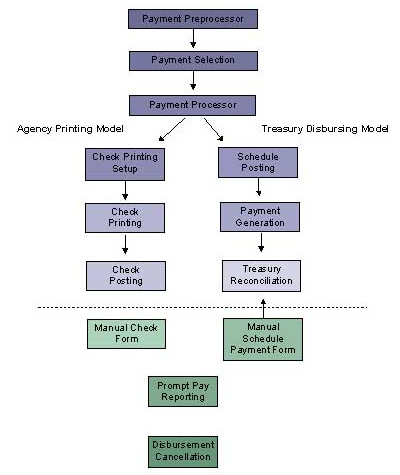 Payment Preprocessor
Payment Selection
Payment Processor
Agency Printing Model
Treasury Disbursing Model
Check Printing
Setup
Schedule
Posting
Check
Printing
Payment
Generation
Check
Posting
Treasury
Reconciliation
Manual Check
Form
Manual
Schedule
Payment Form
Prompt Pay
Reporting
Disbursement
Cancellation